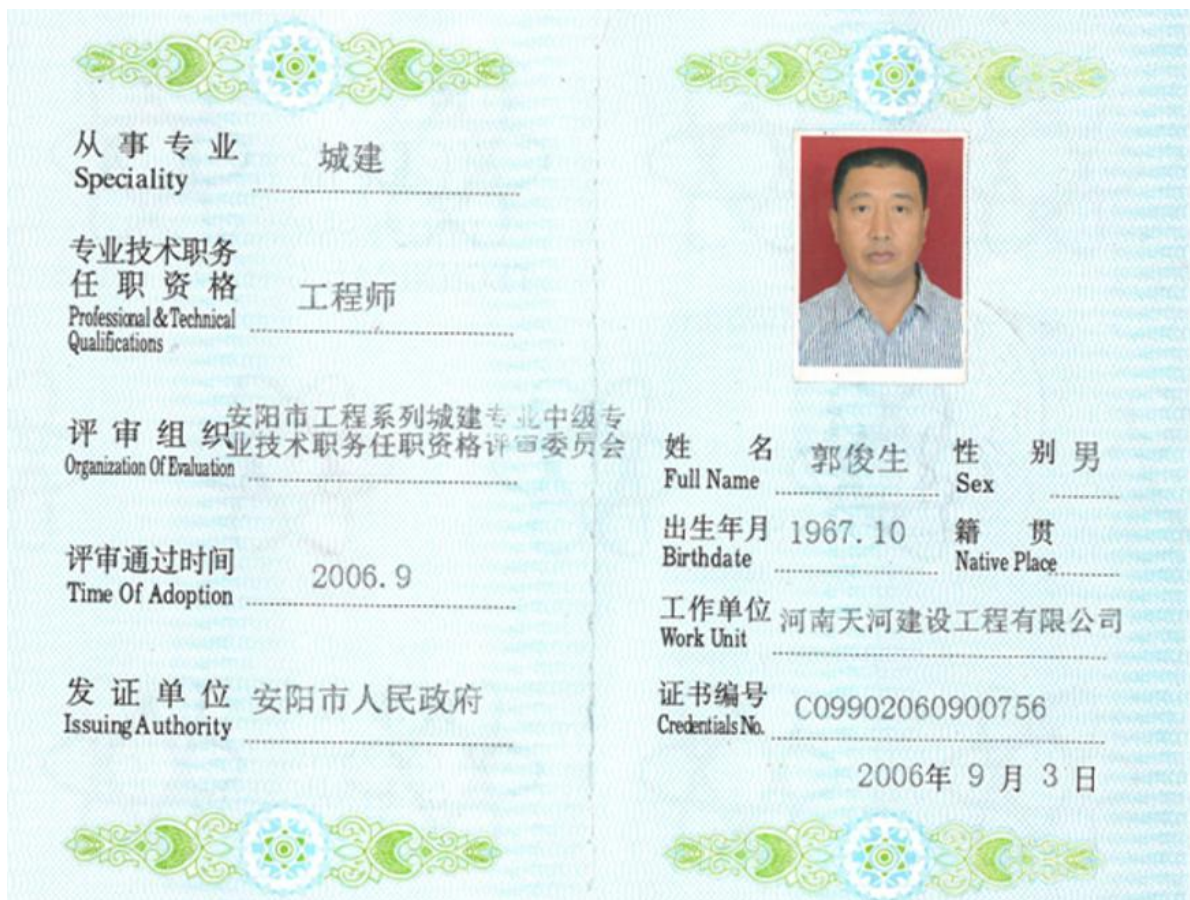 从事专业 城建
Speciality
专业技术职务
任职资格 工程师
Professional & Technical
Qualifications
安阳市工程系列城建专业中级专
评审组织 业技术职务任职资格评审委员会
Organization Of Evaluation
评审通过时间 2006.9
Time Of Adoption
发证单位 安阳市人民政府
Issuing Authority
姓名 郭俊生 性别 男
Full Name Sex
出生年月 1967.10 籍贯
Birthdate Native Place
工作单位 河南天河建设工程有限公司
Work Unit
证书编号 C09902060900756
Credentials No.
2006年 9 月 3 日